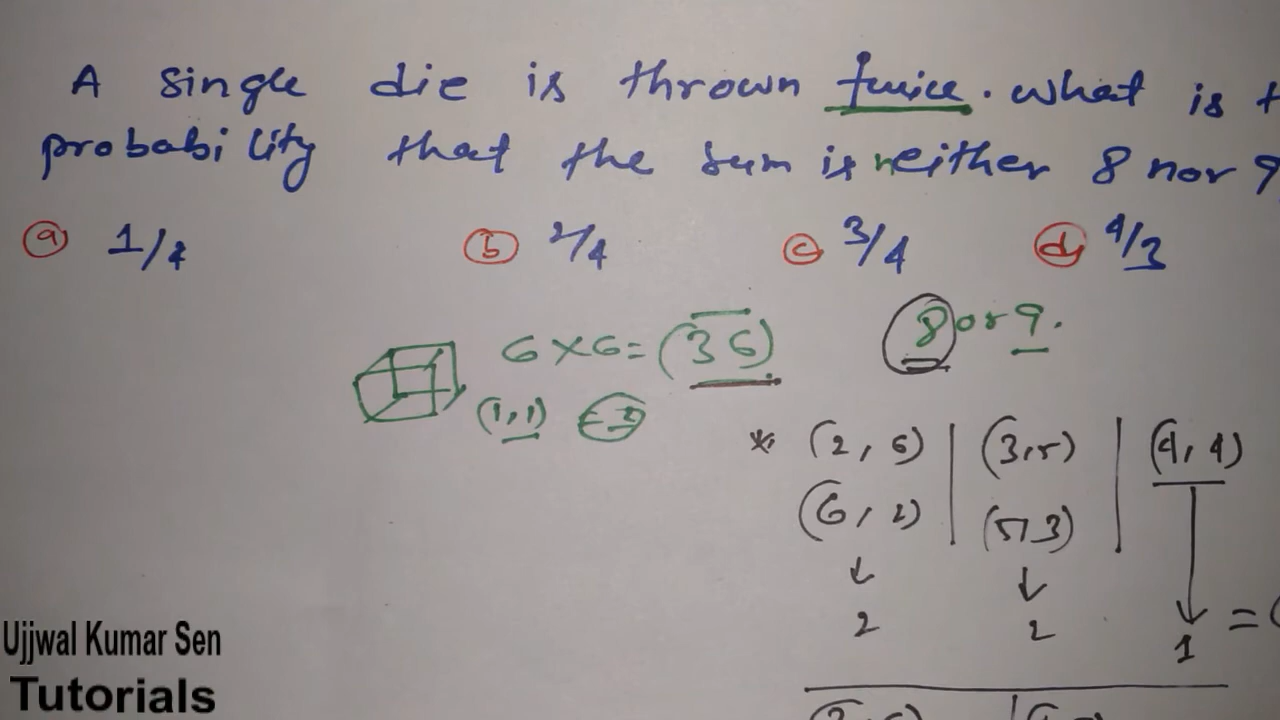 A single die is thrown twice. what is t
probability that the sum is neither 8 nor 9
(a) 1/4 (b) 2/4 (c) 3/4 (d) 4/3
6×6=(36) 8 or 9.
(1,1) =2
* (2,6) | (3,5) | (4,4)
(6,2) | (5,3)
↓ ↓
2 2 1 =
Ujjwal Kumar Sen
Tutorials